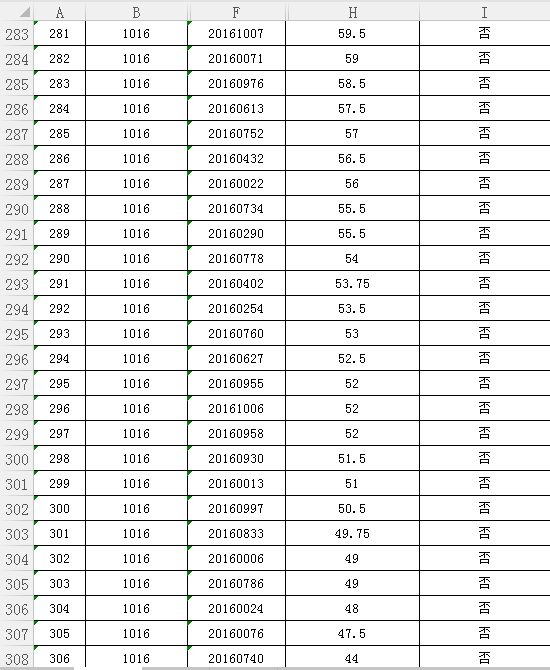 A B F H I
283 281 1016 20161007 59.5 否
284 282 1016 20160071 59 否
285 283 1016 20160976 58.5 否
286 284 1016 20160613 57.5 否
287 285 1016 20160752 57 否
288 286 1016 20160432 56.5 否
289 287 1016 20160022 56 否
290 288 1016 20160734 55.5 否
291 289 1016 20160290 55.5 否
292 290 1016 20160778 54 否
293 291 1016 20160402 53.75 否
294 292 1016 20160254 53.5 否
295 293 1016 20160760 53 否
296 294 1016 20160627 52.5 否
297 295 1016 20160955 52 否
298 296 1016 20161006 52 否
299 297 1016 20160958 52 否
300 298 1016 20160930 51.5 否
301 299 1016 20160013 51 否
302 300 1016 20160997 50.5 否
303 301 1016 20160833 49.75 否
304 302 1016 20160006 49 否
305 303 1016 20160786 49 否
306 304 1016 20160024 48 否
307 305 1016 20160076 47.5 否
308 306 1016 20160740 44 否